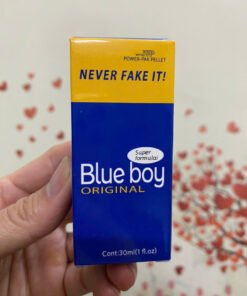 POWER-PAK PELLET
NEVER FAKE IT!
Super
formula!
Blue boy
ORIGINAL
Cont:30ml(1 fl.oz)